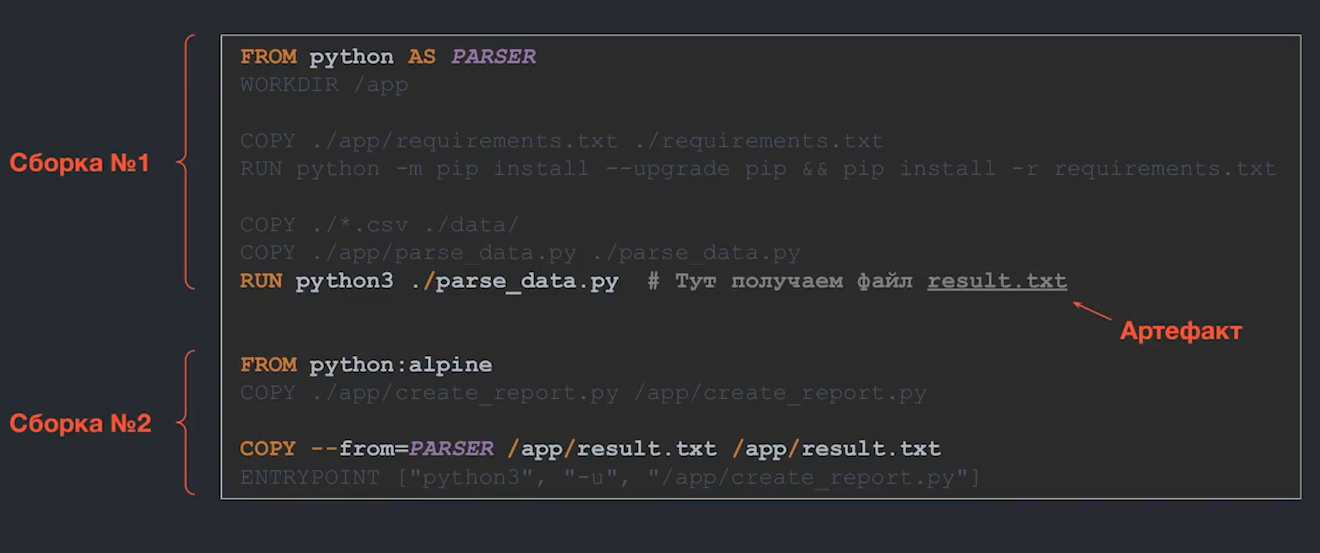 FROM python AS PARSER
WORKDIR /app
COPY ./app/requirements.txt ./requirements.txt
Сборка №1
RUN python -m pip install --upgrade pip && pip install -r requirements.txt
COPY ./*.csv ./data/
COPY ./app/parse_data.py ./parse_data.py
RUN python3 ./parse_data.py # Тут получаем файл result.txt
Артефакт
FROM python:alpine
COPY ./app/create_report.py /app/create_report.py
Сборка №2
COPY --from=PARSER /app/result.txt /app/result.txt
ENTRYPOINT ["python3", "-u", "/app/create_report.py"]